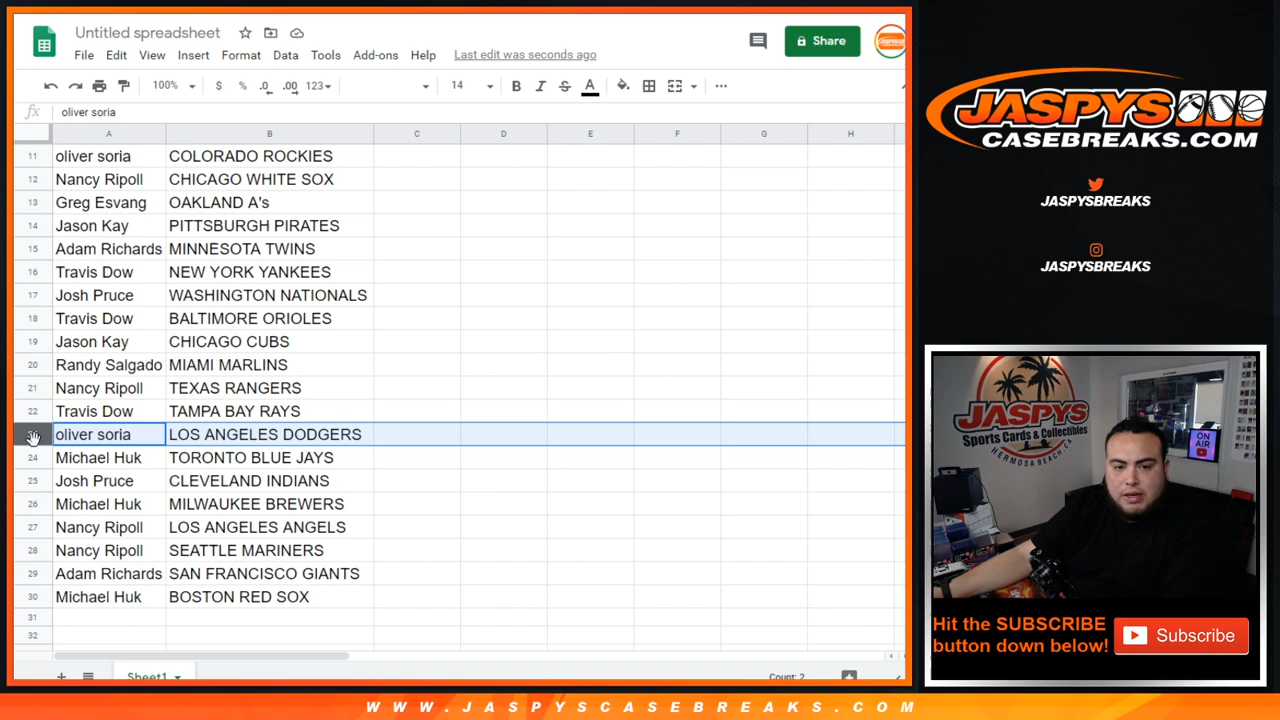 Untitled spreadsheet
File Edit View Insert Format Data Tools Add-ons Help Last edit was seconds ago
Share
100% $ % .0 .00 123 14 B I S A
fx oliver soria
A B C D E F G H
11 oliver soria COLORADO ROCKIES
12 Nancy Ripoll CHICAGO WHITE SOX
13 Greg Esvang OAKLAND A's
14 Jason Kay PITTSBURGH PIRATES
15 Adam Richards MINNESOTA TWINS
16 Travis Dow NEW YORK YANKEES
17 Josh Pruce WASHINGTON NATIONALS
18 Travis Dow BALTIMORE ORIOLES
19 Jason Kay CHICAGO CUBS
20 Randy Salgado MIAMI MARLINS
21 Nancy Ripoll TEXAS RANGERS
22 Travis Dow TAMPA BAY RAYS
oliver soria LOS ANGELES DODGERS
24 Michael Huk TORONTO BLUE JAYS
25 Josh Pruce CLEVELAND INDIANS
26 Michael Huk MILWAUKEE BREWERS
27 Nancy Ripoll LOS ANGELES ANGELS
28 Nancy Ripoll SEATTLE MARINERS
29 Adam Richards SAN FRANCISCO GIANTS
30 Michael Huk BOSTON RED SOX
31
32
Sheet1 Count: 2
JASPYS
CASEBREAKS.COM
JASPYSBREAKS
JASPYSBREAKS
JASPYS
Sports Cards & Collectibles
HERMOSA BEACH, CA
ON
AIR
Hit the SUBSCRIBE
button down below!
Subscribe
WWW.JASPYSCASEBREAKS.COM